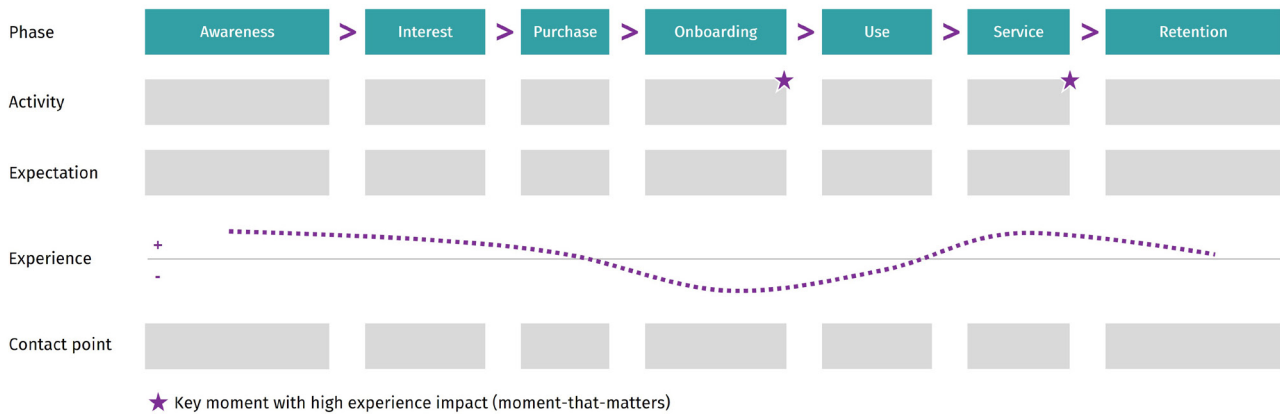 Phase Awareness > Interest > Purchase > Onboarding > Use > Service > Retention
Activity
Expectation
+
Experience
-
Contact point
★ Key moment with high experience impact (moment-that-matters)